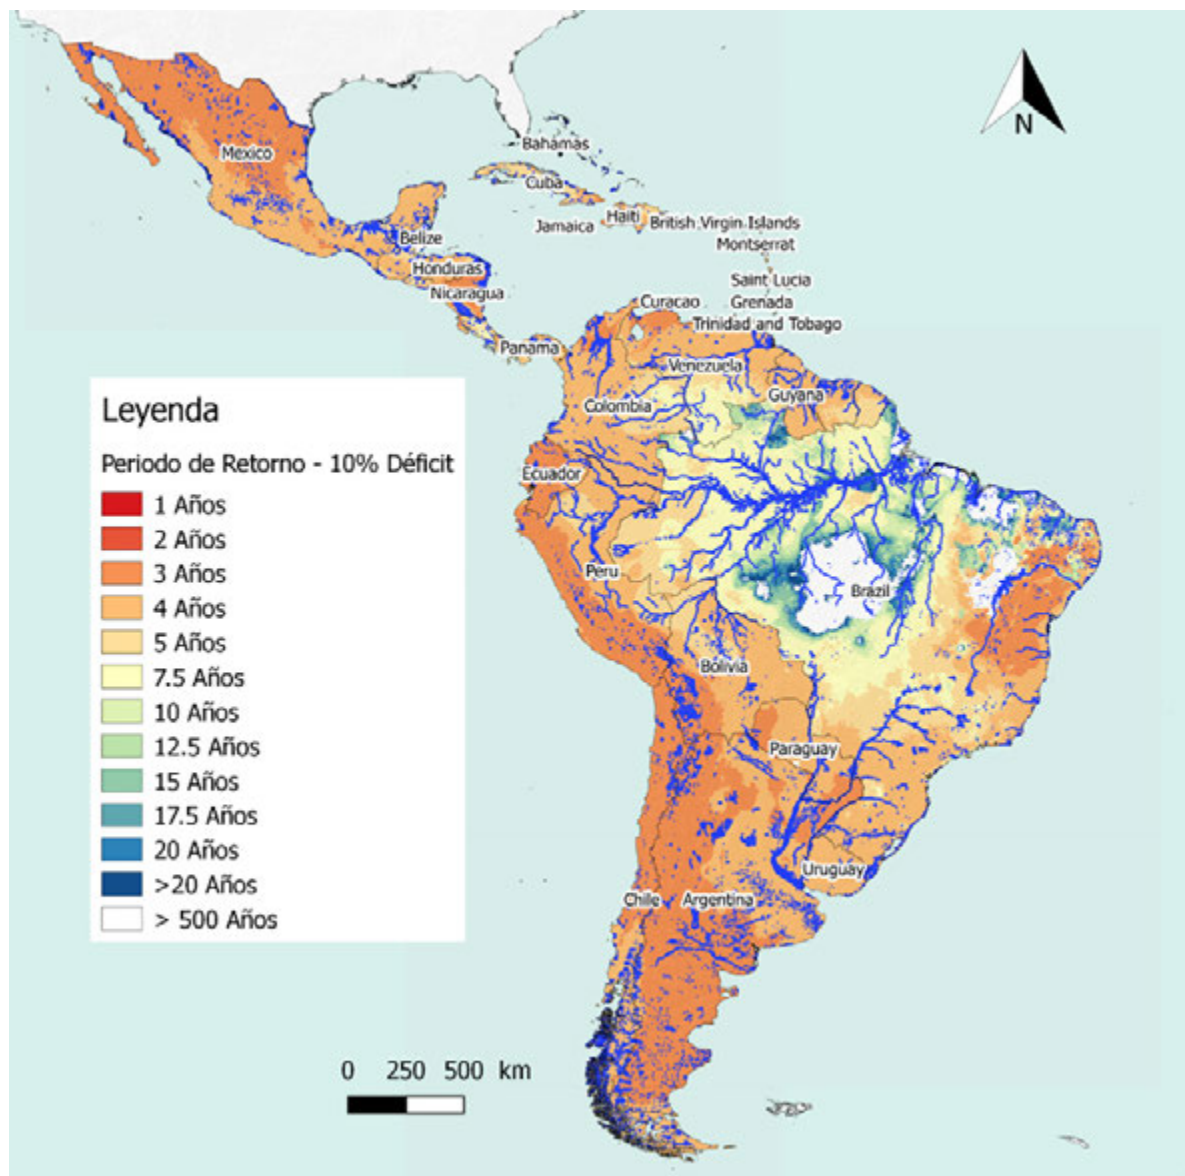 N
Bahamas
Mexico
Cuba
Haiti
British Virgin Islands
Jamaica
Belize
Montserrat
Honduras
Saint Lucia
Nicaragua
Curacao
Grenada
Trinidad and Tobago
Panama
Venezuela
Guyana
Colombia
Ecuador
Peru
Brazil
Bolivia
Paraguay
Uruguay
Chile
Argentina
Leyenda
Periodo de Retorno - 10% Déficit
1 Años
2 Años
3 Años
4 Años
5 Años
7.5 Años
10 Años
12.5 Años
15 Años
17.5 Años
20 Años
>20 Años
> 500 Años
0 250 500 km